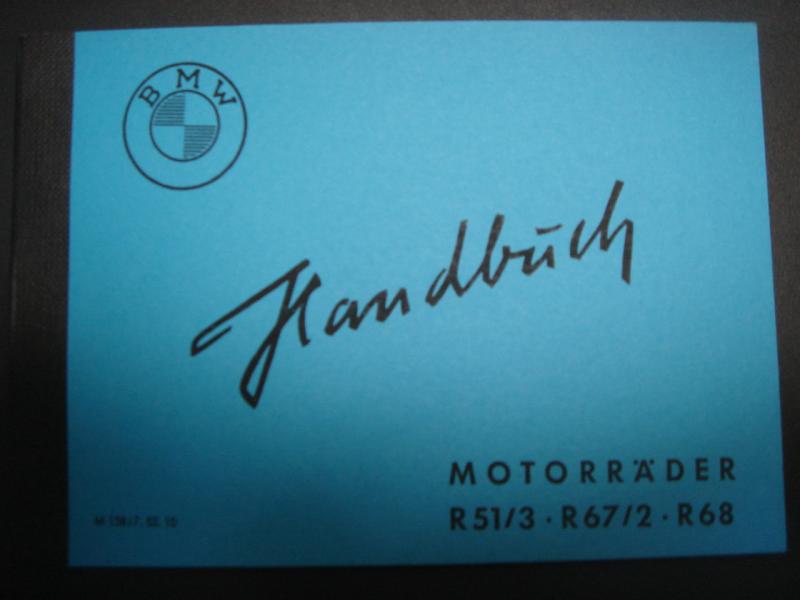 BMW
Handbuch
MOTORRÄDER
R51/3 · R67/2 · R68